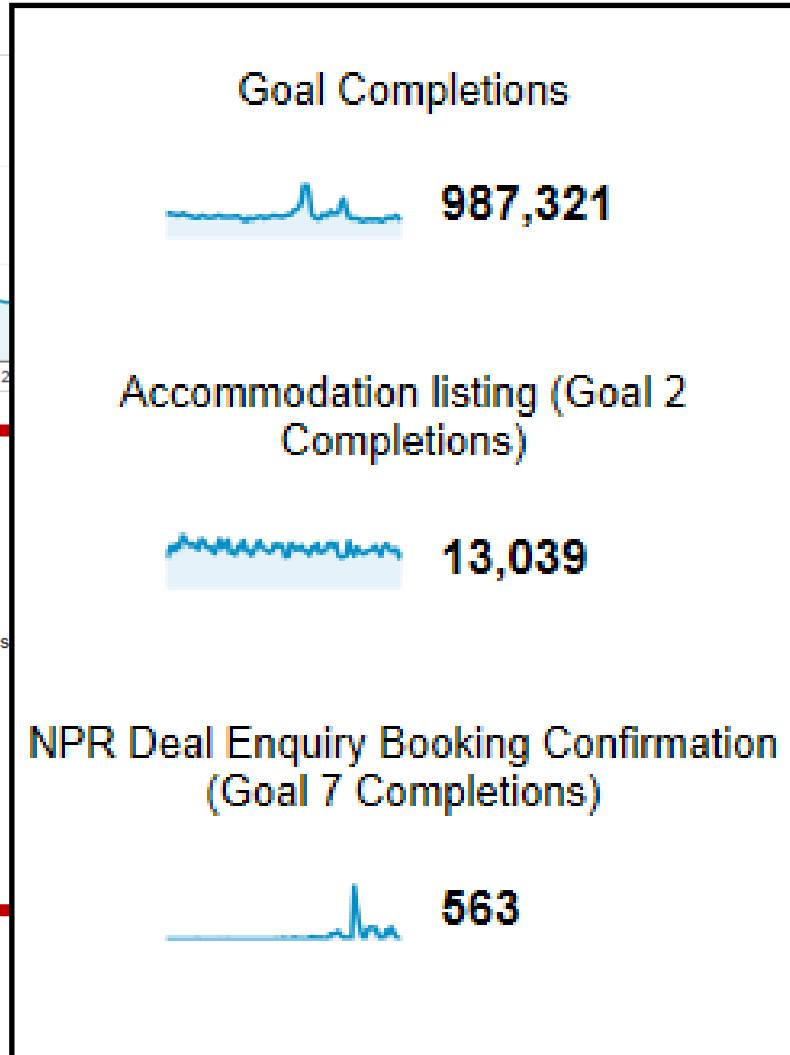 Goal Completions
987,321
2
Accommodation listing (Goal 2
Completions)
13,039
s
NPR Deal Enquiry Booking Confirmation
(Goal 7 Completions)
563